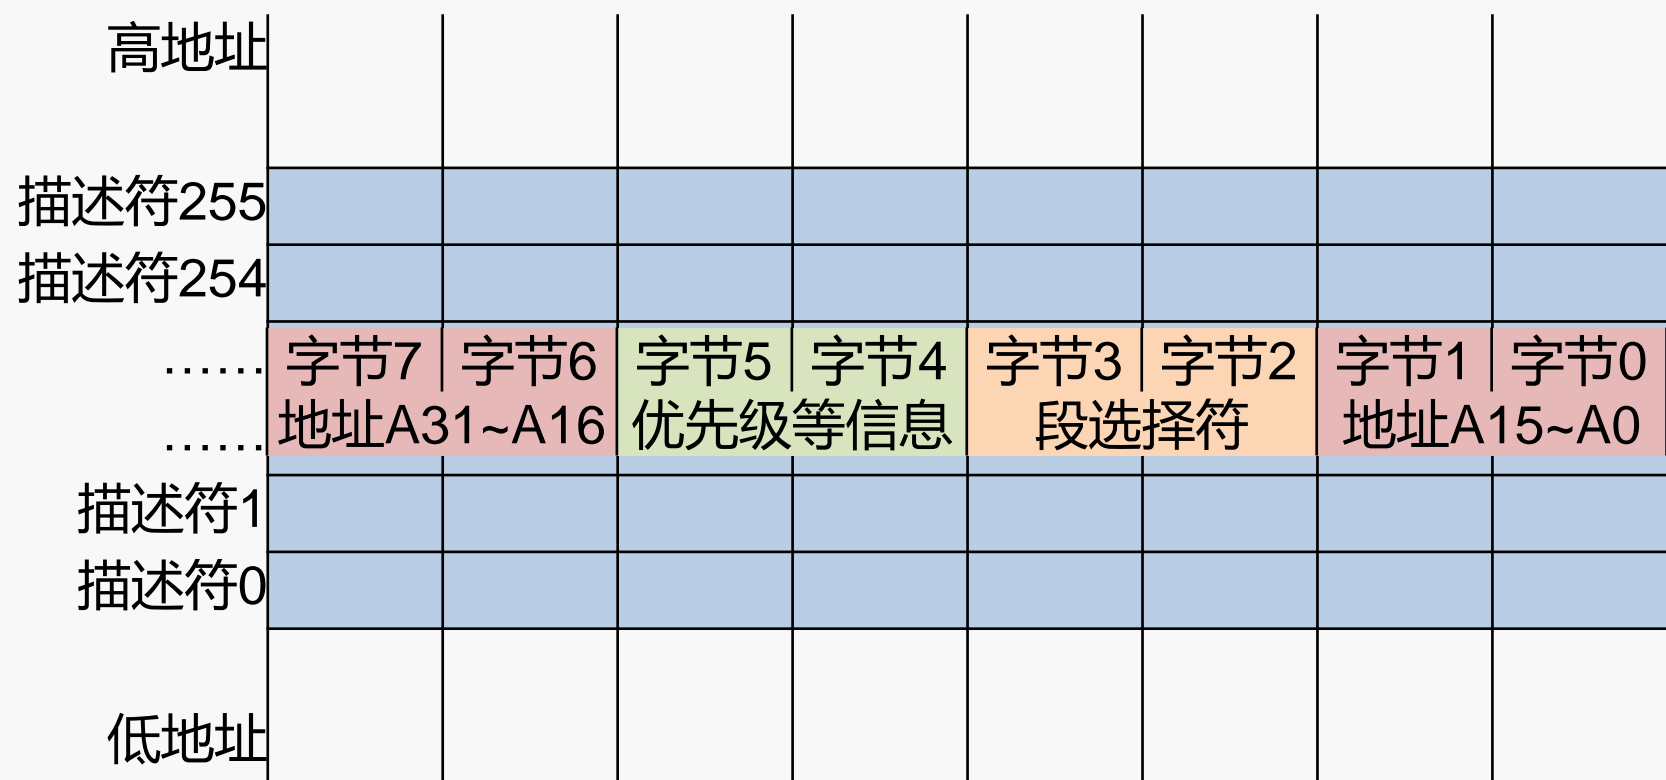 高地址
描述符255
描述符254
…… 字节7 字节6 字节5 字节4 字节3 字节2 字节1 字节0
…… 地址A31~A16 优先级等信息 段选择符 地址A15~A0
描述符1
描述符0
低地址